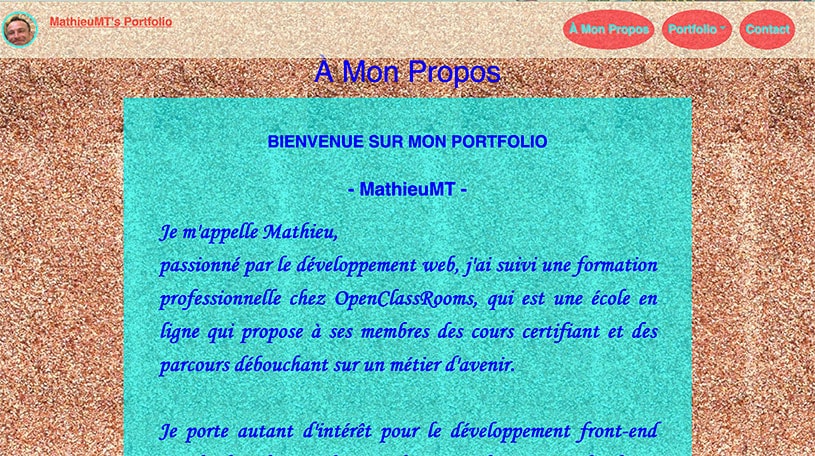 MathieuMT's Portfolio
À Mon Propos
Portfolio
Contact
À Mon Propos
BIENVENUE SUR MON PORTFOLIO
- MathieuMT -
Je m'appelle Mathieu,
passionné par le développement web, j'ai suivi une formation
professionnelle chez OpenClassRooms, qui est une école en
ligne qui propose à ses membres des cours certifiant et des
parcours débouchant sur un métier d'avenir.
Je porte autant d'intérêt pour le développement front-end